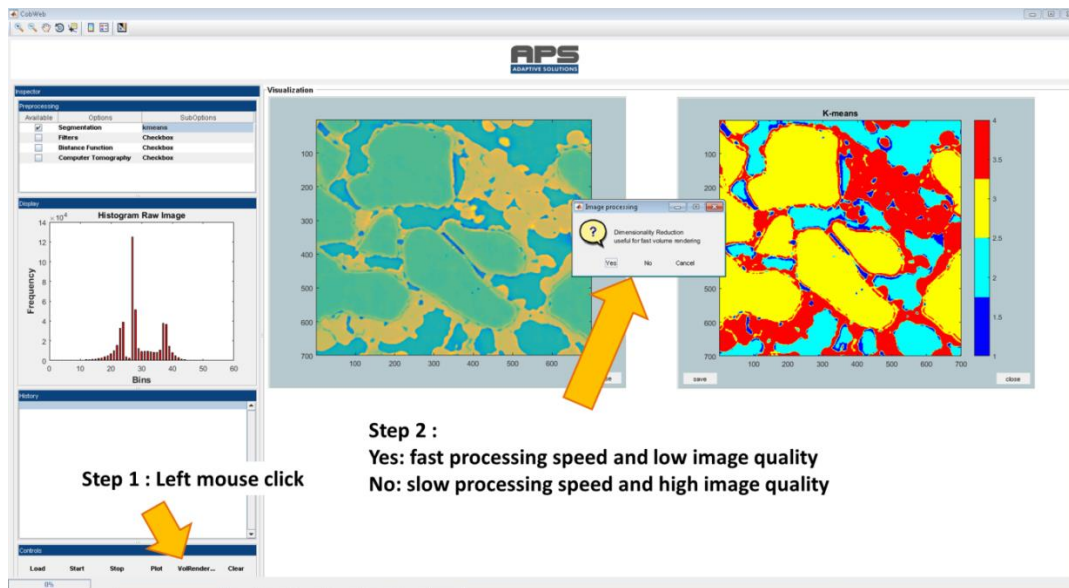 CobWeb
APS
ADAPTIVE SOLUTIONS
Inspector
Preprocessing
Available Options SubOptions
Segmentation kmeans
Filters Checkbox
Distance Function Checkbox
Computer Tomography Checkbox
Display
Histogram Raw Image
×10⁴
14
12
10
8
6
4
2
0
Frequency
0 10 20 30 40 50 60
Bins
History
Step 1 : Left mouse click
Controls
Load Start Stop Plot VolRender... Clear
0%
Visualization
100
200
300
400
500
600
700
100 200 300 400 500 600
Image processing
Dimensionality Reduction
useful for fast volume rendering
Yes No Cancel
K-means
100
200
300
400
500
600
700
100 200 300 400 500 600 700
4
3.5
3
2.5
2
1.5
1
save close
Step 2 :
Yes: fast processing speed and low image quality
No: slow processing speed and high image quality